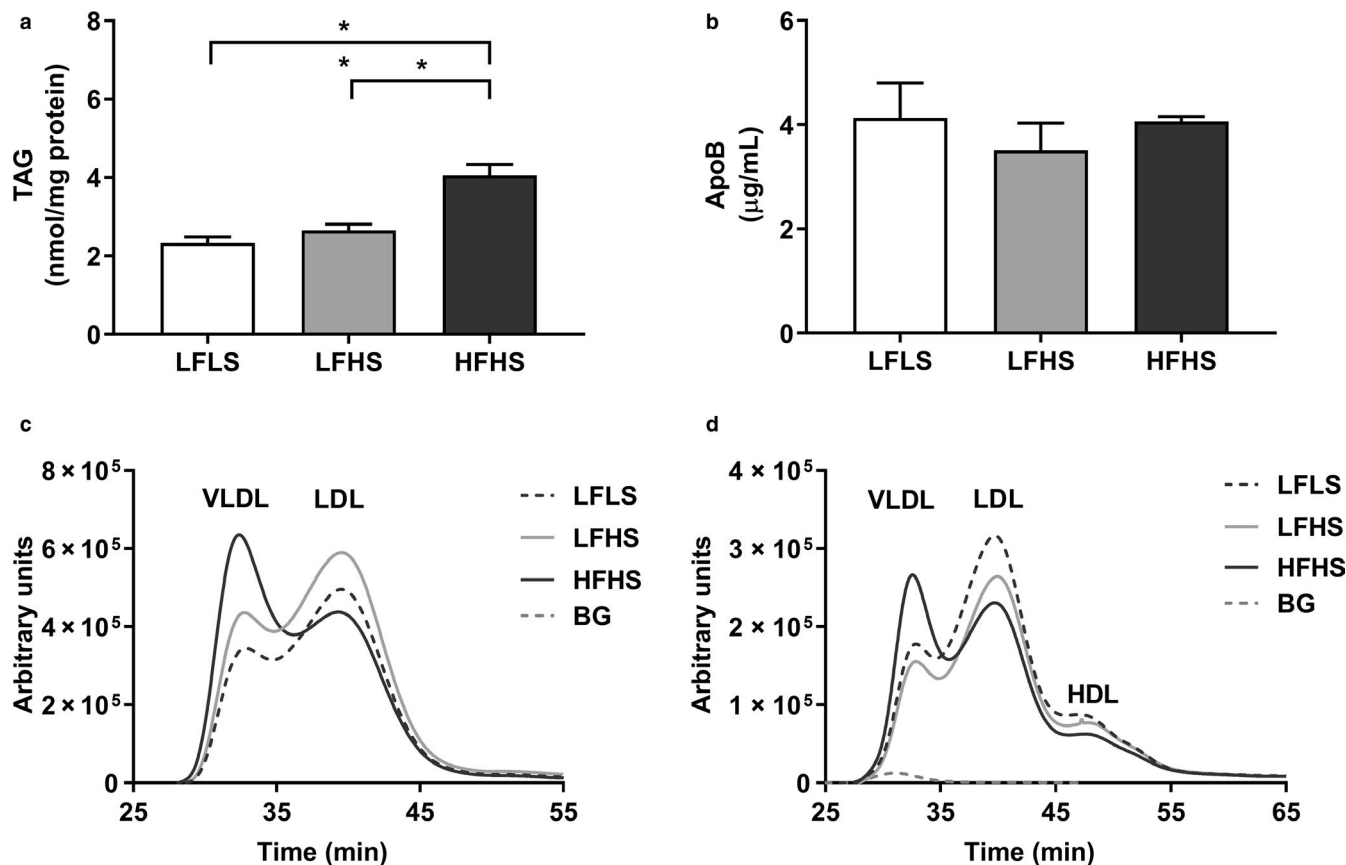 a
8
6
4
2
0
TAG
(nmol/mg protein)
*
*
*
LFLS
LFHS
HFHS
b
6
4
2
0
ApoB
(μg/mL)
LFLS
LFHS
HFHS
c
8 × 10⁵
6 × 10⁵
4 × 10⁵
2 × 10⁵
0
Arbitrary units
VLDL
LDL
LFLS
LFHS
HFHS
BG
25
35
45
55
Time (min)
d
4 × 10⁵
3 × 10⁵
2 × 10⁵
1 × 10⁵
0
Arbitrary units
VLDL
LDL
HDL
LFLS
LFHS
HFHS
BG
25
35
45
55
65
Time (min)